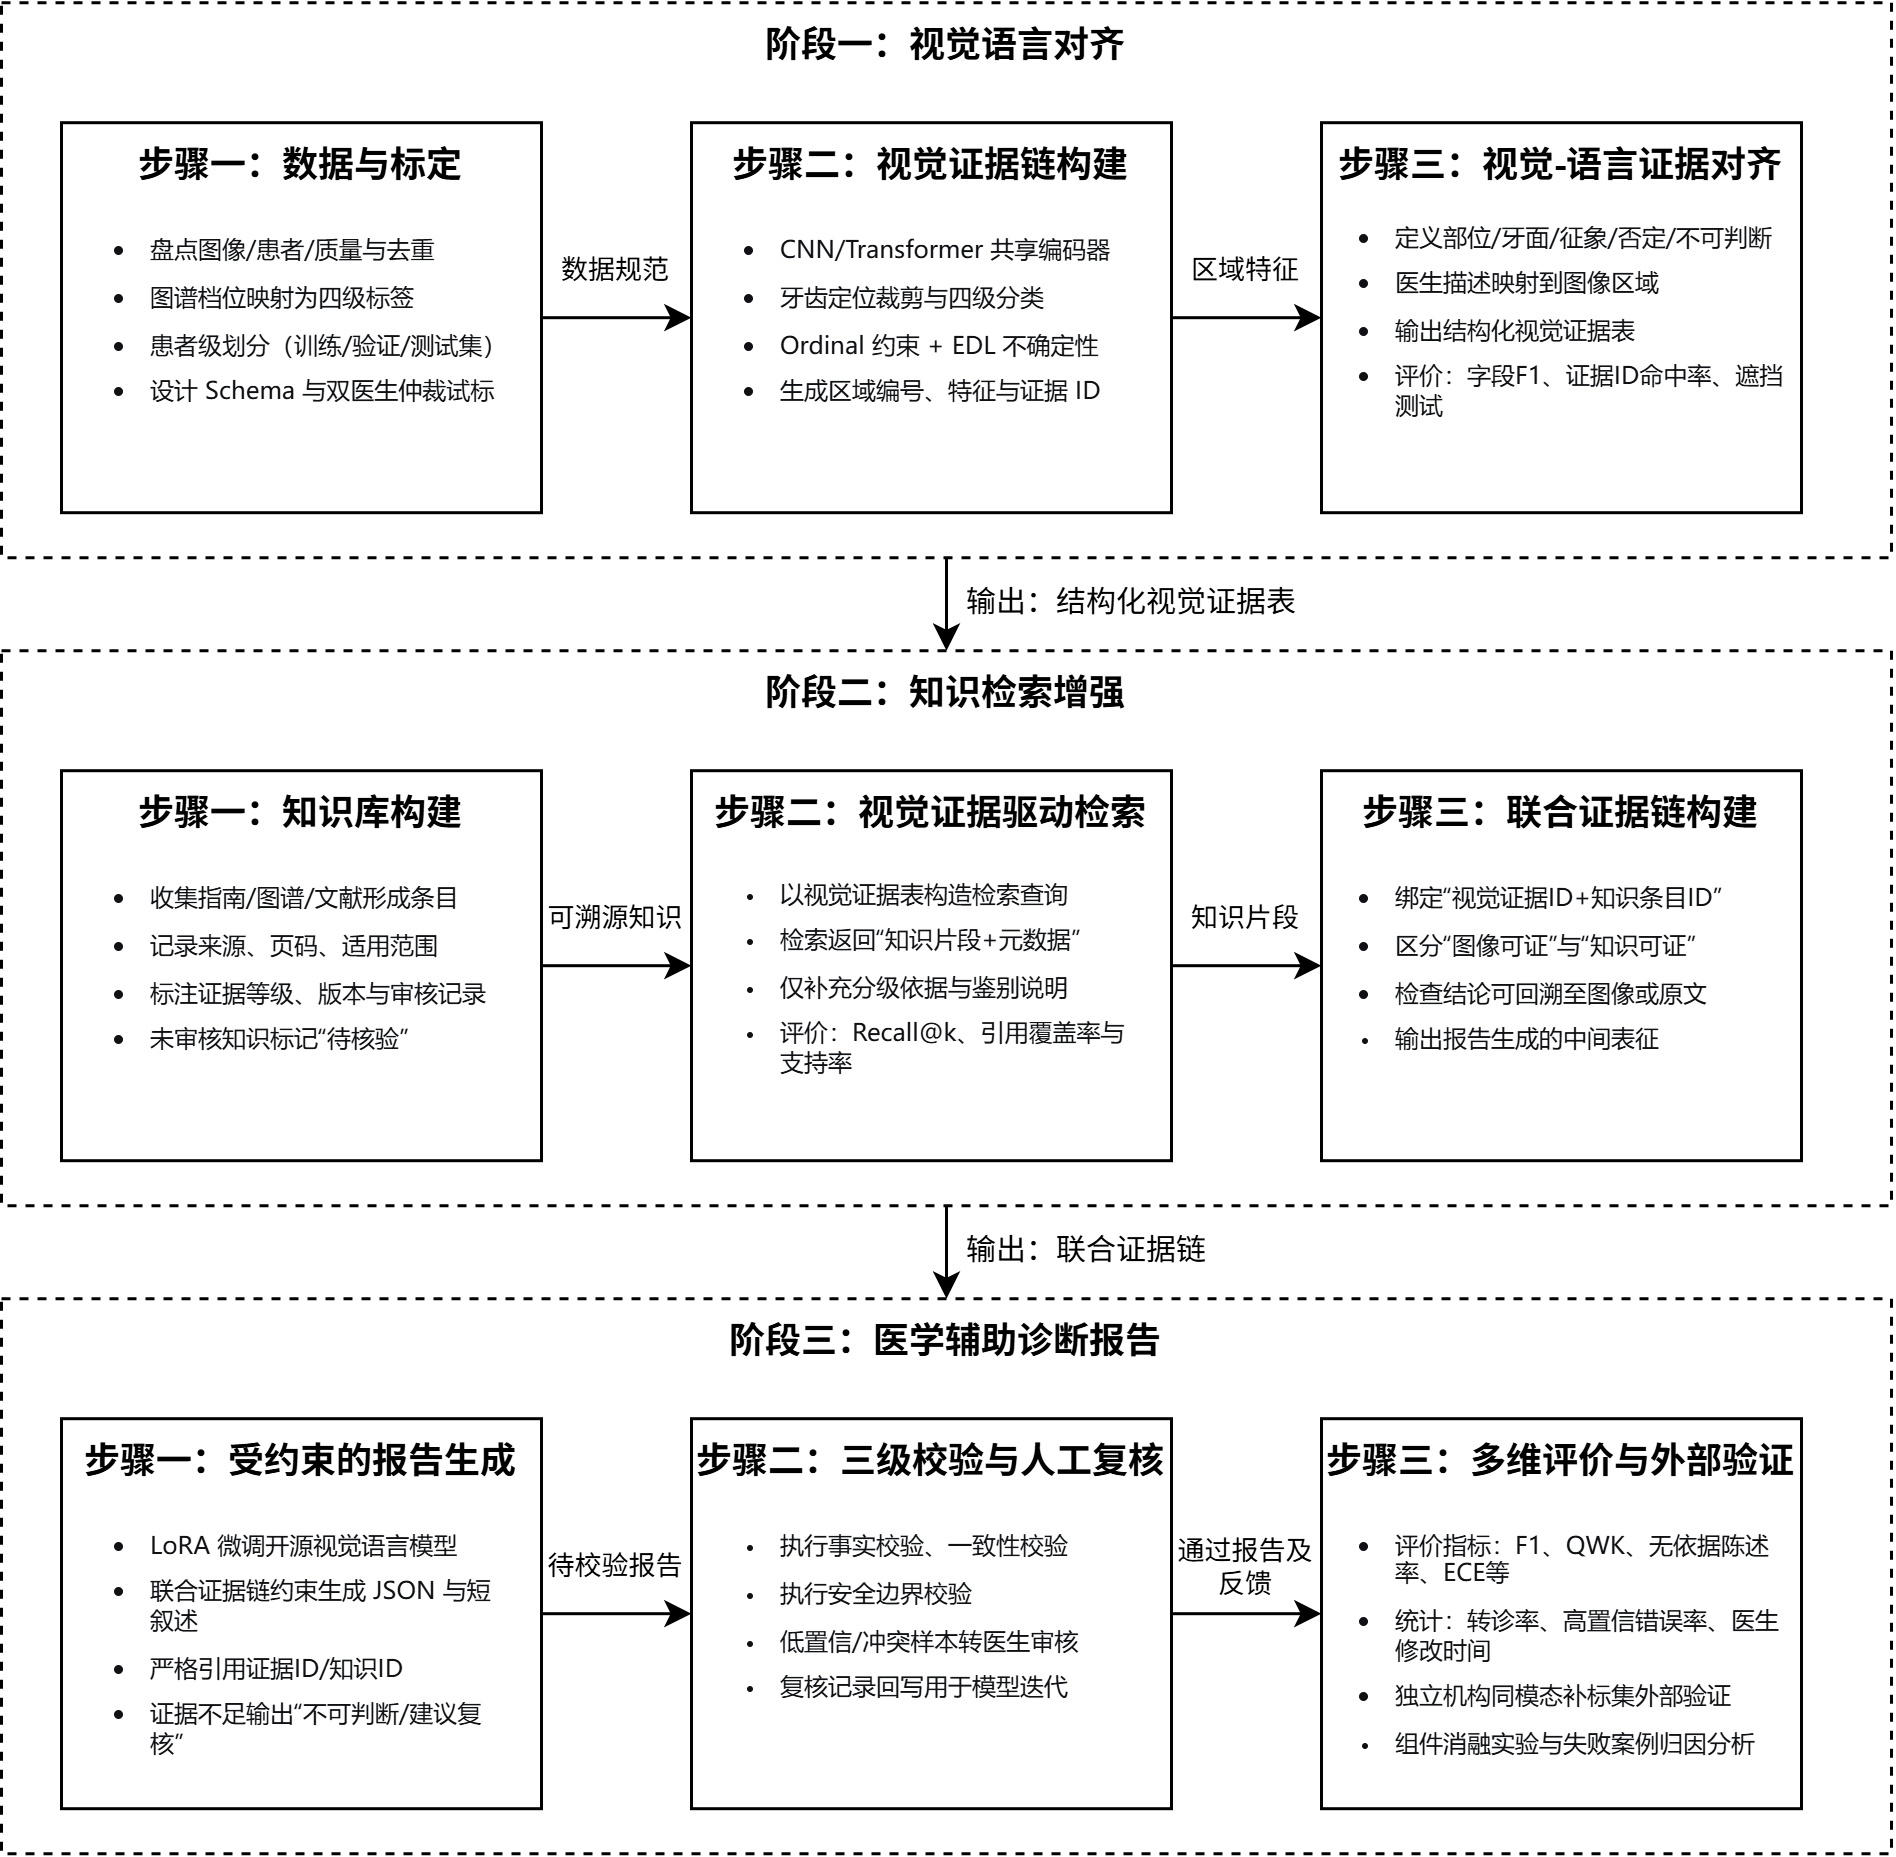 阶段一：视觉语言对齐
步骤一：数据与标定
盘点图像/患者/质量与去重
图谱档位映射为四级标签
患者级划分（训练/验证/测试集）
设计 Schema 与双医生仲裁试标
数据规范
步骤二：视觉证据链构建
CNN/Transformer 共享编码器
牙齿定位裁剪与四级分类
Ordinal 约束 + EDL 不确定性
生成区域编号、特征与证据 ID
区域特征
步骤三：视觉-语言证据对齐
定义部位/牙面/征象/否定/不可判断
医生描述映射到图像区域
输出结构化视觉证据表
评价：字段F1、证据ID命中率、遮挡
测试
输出：结构化视觉证据表
阶段二：知识检索增强
步骤一：知识库构建
收集指南/图谱/文献形成条目
记录来源、页码、适用范围
标注证据等级、版本与审核记录
未审核知识标记“待核验”
可溯源知识
步骤二：视觉证据驱动检索
以视觉证据表构造检索查询
检索返回“知识片段+元数据”
仅补充分级依据与鉴别说明
评价：Recall@k、引用覆盖率与
支持率
知识片段
步骤三：联合证据链构建
绑定“视觉证据ID+知识条目ID”
区分“图像可证”与“知识可证”
检查结论可回溯至图像或原文
输出报告生成的中间表征
输出：联合证据链
阶段三：医学辅助诊断报告
步骤一：受约束的报告生成
LoRA 微调开源视觉语言模型
联合证据链约束生成 JSON 与短
叙述
严格引用证据ID/知识ID
证据不足输出“不可判断/建议复
核”
待校验报告
步骤二：三级校验与人工复核
执行事实校验、一致性校验
执行安全边界校验
低置信/冲突样本转医生审核
复核记录回写用于模型迭代
通过报告及
反馈
步骤三：多维评价与外部验证
评价指标：F1、QWK、无依据陈述
率、ECE等
统计：转诊率、高置信错误率、医生
修改时间
独立机构同模态补标集外部验证
组件消融实验与失败案例归因分析